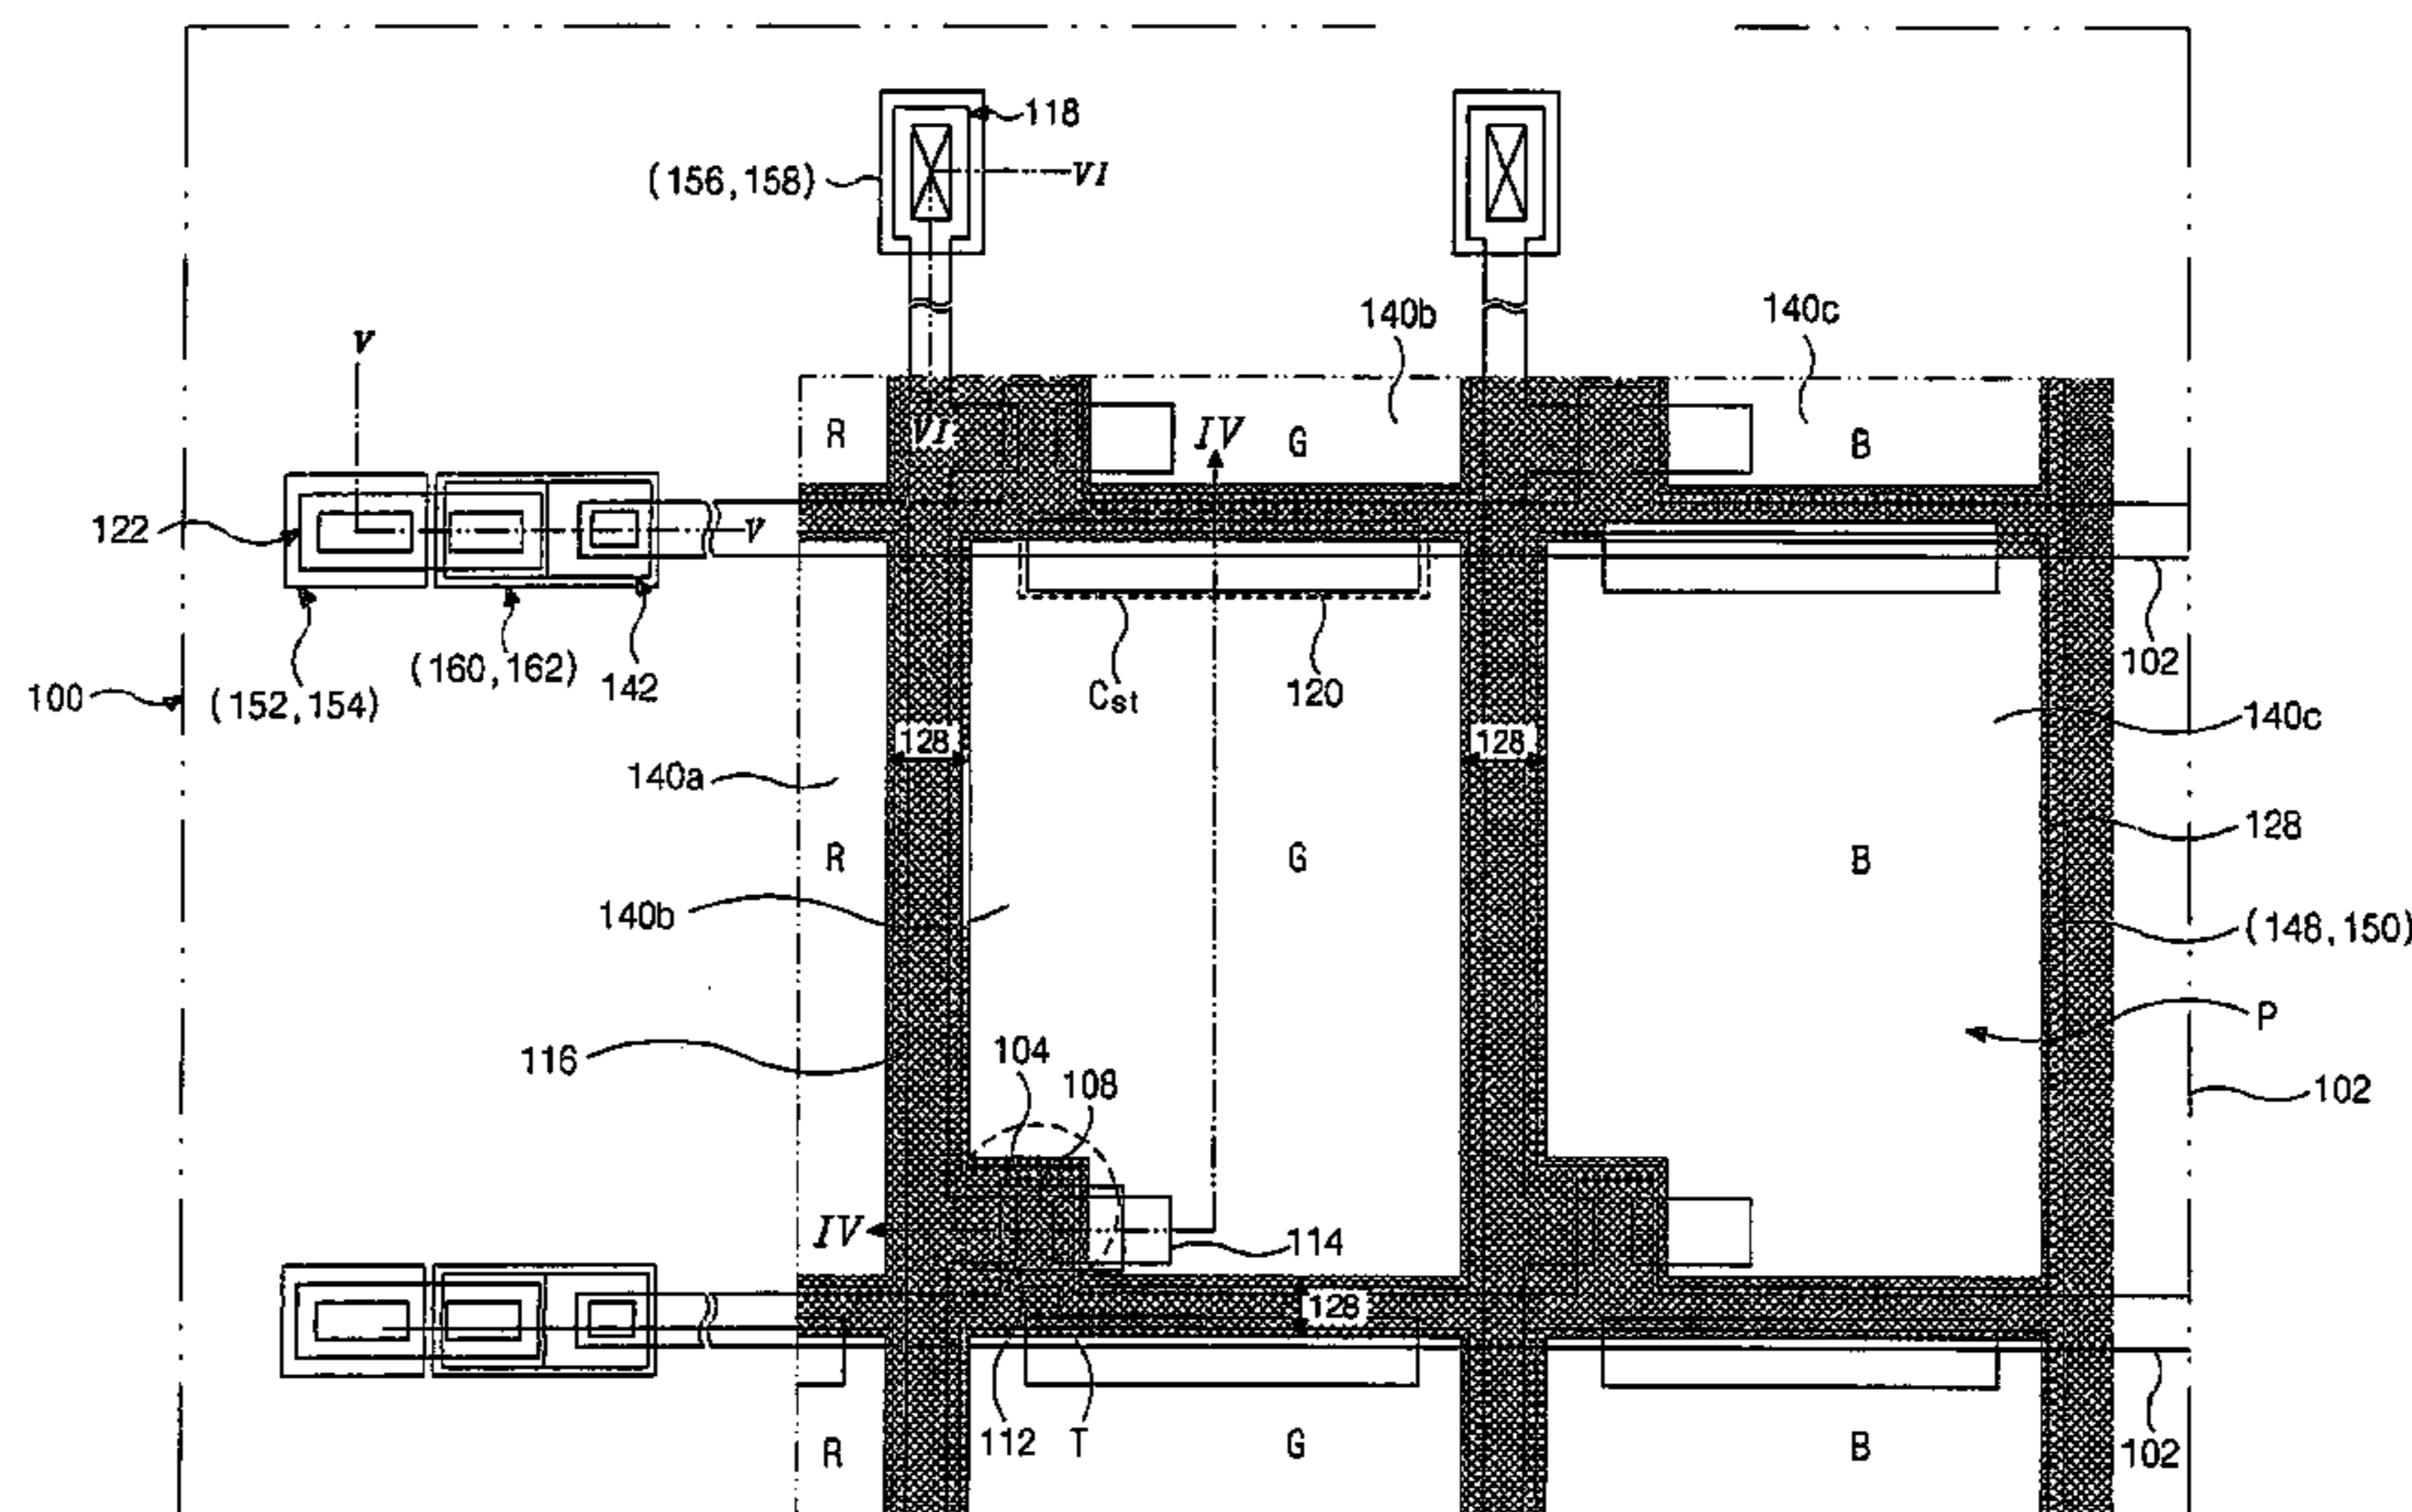 118
(156,158)
VI
140b
140c
V
R
VI
IV
G
B
122
V
(160,162)
142
Cst
120
102
100
(152,154)
140c
128
128
140a
128
R
G
B
140b
(148,150)
P
116
104
108
102
IV
114
128
112
T
R
G
B
102